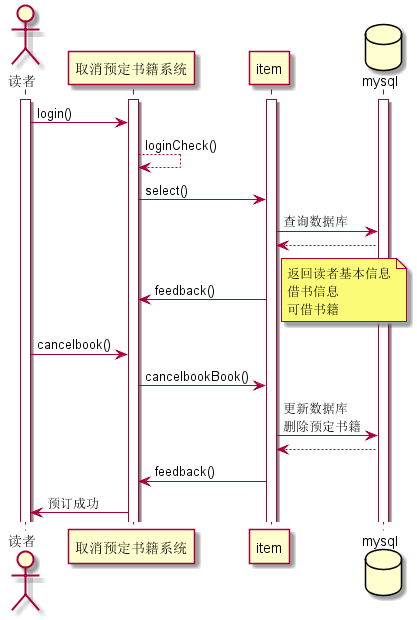 读者
取消预定书籍系统
item
mysql
login()
loginCheck()
select()
查询数据库
返回读者基本信息
借书信息
可借书籍
feedback()
cancelbook()
cancelbookBook()
更新数据库
删除预定书籍
feedback()
预订成功
读者
取消预定书籍系统
item
mysql